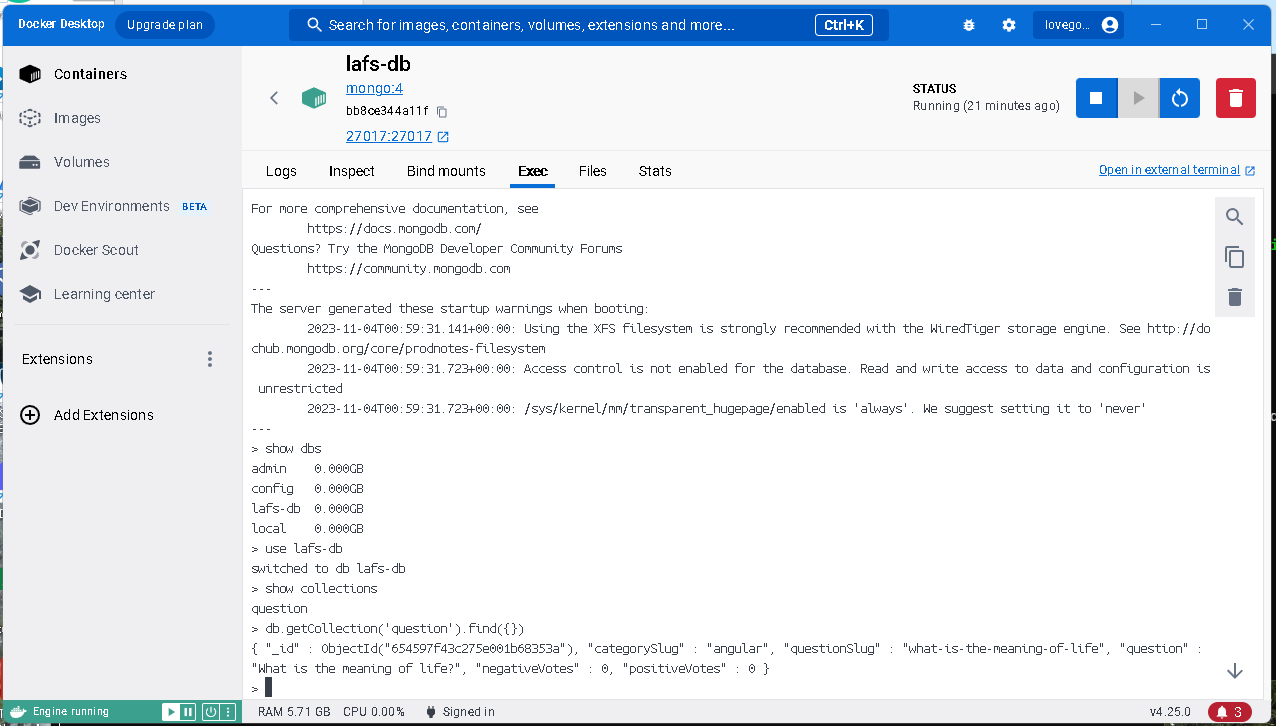 Docker Desktop
Upgrade plan
Search for images, containers, volumes, extensions and more...
Ctrl+K
lovego...
Containers
Images
Volumes
Dev Environments BETA
Docker Scout
Learning center
Extensions
Add Extensions
lafs-db
mongo:4
bb8ce344a11f
27017:27017
STATUS
Running (21 minutes ago)
Logs
Inspect
Bind mounts
Exec
Files
Stats
Open in external terminal
For more comprehensive documentation, see
https://docs.mongodb.com/
Questions? Try the MongoDB Developer Community Forums
https://community.mongodb.com
---
The server generated these startup warnings when booting:
2023-11-04T00:59:31.141+00:00: Using the XFS filesystem is strongly recommended with the WiredTiger storage engine. See http://do
chub.mongodb.org/core/prodnotes-filesystem
2023-11-04T00:59:31.723+00:00: Access control is not enabled for the database. Read and write access to data and configuration is
unrestricted
2023-11-04T00:59:31.723+00:00: /sys/kernel/mm/transparent_hugepage/enabled is 'always'. We suggest setting it to 'never'
---
> show dbs
admin 0.000GB
config 0.000GB
lafs-db 0.000GB
local 0.000GB
> use lafs-db
switched to db lafs-db
> show collections
question
> db.getCollection('question').find({})
{ "_id" : ObjectId("654597f43c275e001b68353a"), "categorySlug" : "angular", "questionSlug" : "what-is-the-meaning-of-life", "question" :
"What is the meaning of life?", "negativeVotes" : 0, "positiveVotes" : 0 }
>
Engine running
RAM 5.71 GB CPU 0.00% Signed in
v4.25.0
3